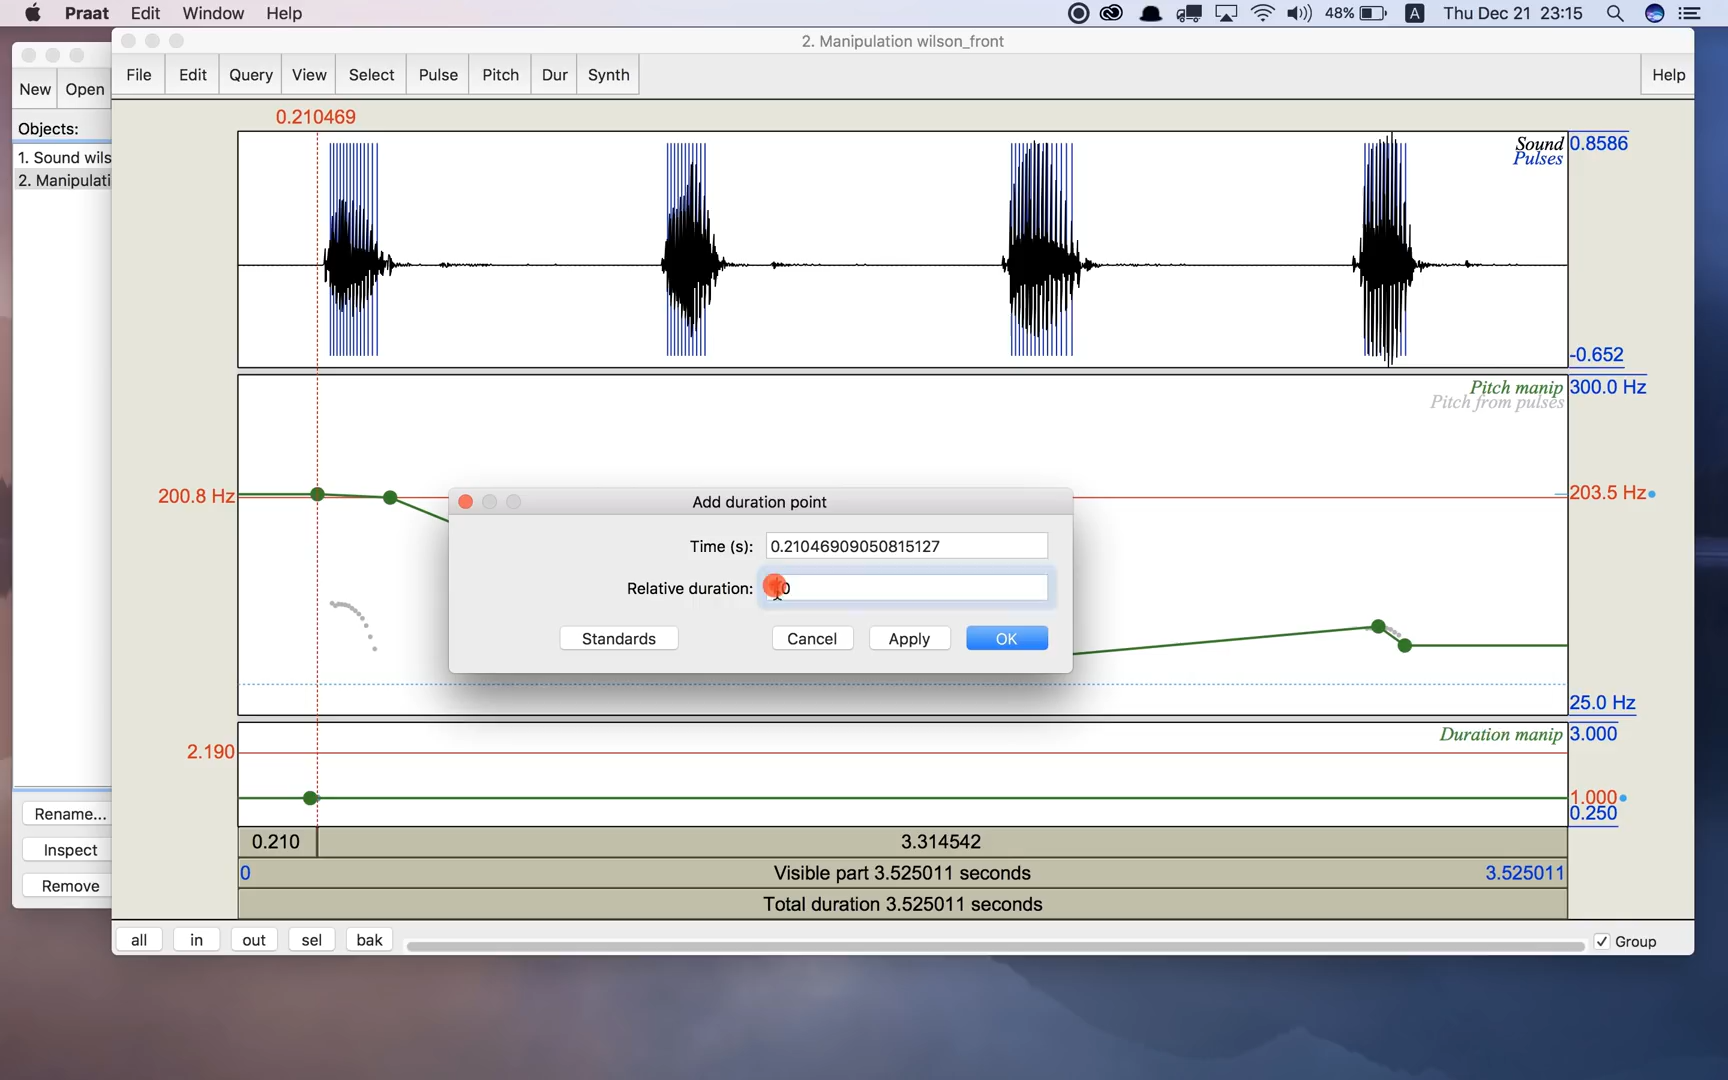 Praat Edit Window Help 48% A Thu Dec 21 23:15
2. Manipulation wilson_front
New Open
File Edit Query View Select Pulse Pitch Dur Synth Help
Objects:
1. Sound wils
2. Manipulati
0.210469
Sound
Pulses
0.8586
-0.652
Pitch manip
Pitch from pulses
300.0 Hz
200.8 Hz
203.5 Hz
25.0 Hz
Add duration point
Time (s): 0.21046909050815127
Relative duration:
Standards Cancel Apply OK
Duration manip
3.000
2.190
1.000
0.250
0.210 3.314542
0 Visible part 3.525011 seconds 3.525011
Total duration 3.525011 seconds
Rename...
Inspect
Remove
all in out sel bak Group